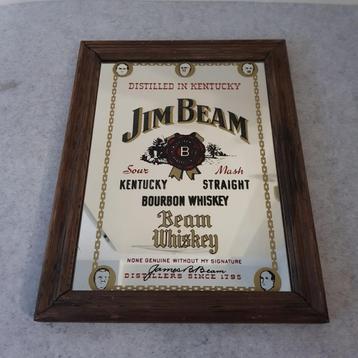 DISTILLED IN KENTUCKY
JIM BEAM
B
Sour Mash
KENTUCKY STRAIGHT
BOURBON WHISKEY
Beam
Whiskey
NONE GENUINE WITHOUT MY SIGNATURE
James B. Beam
DISTILLERS SINCE 1795